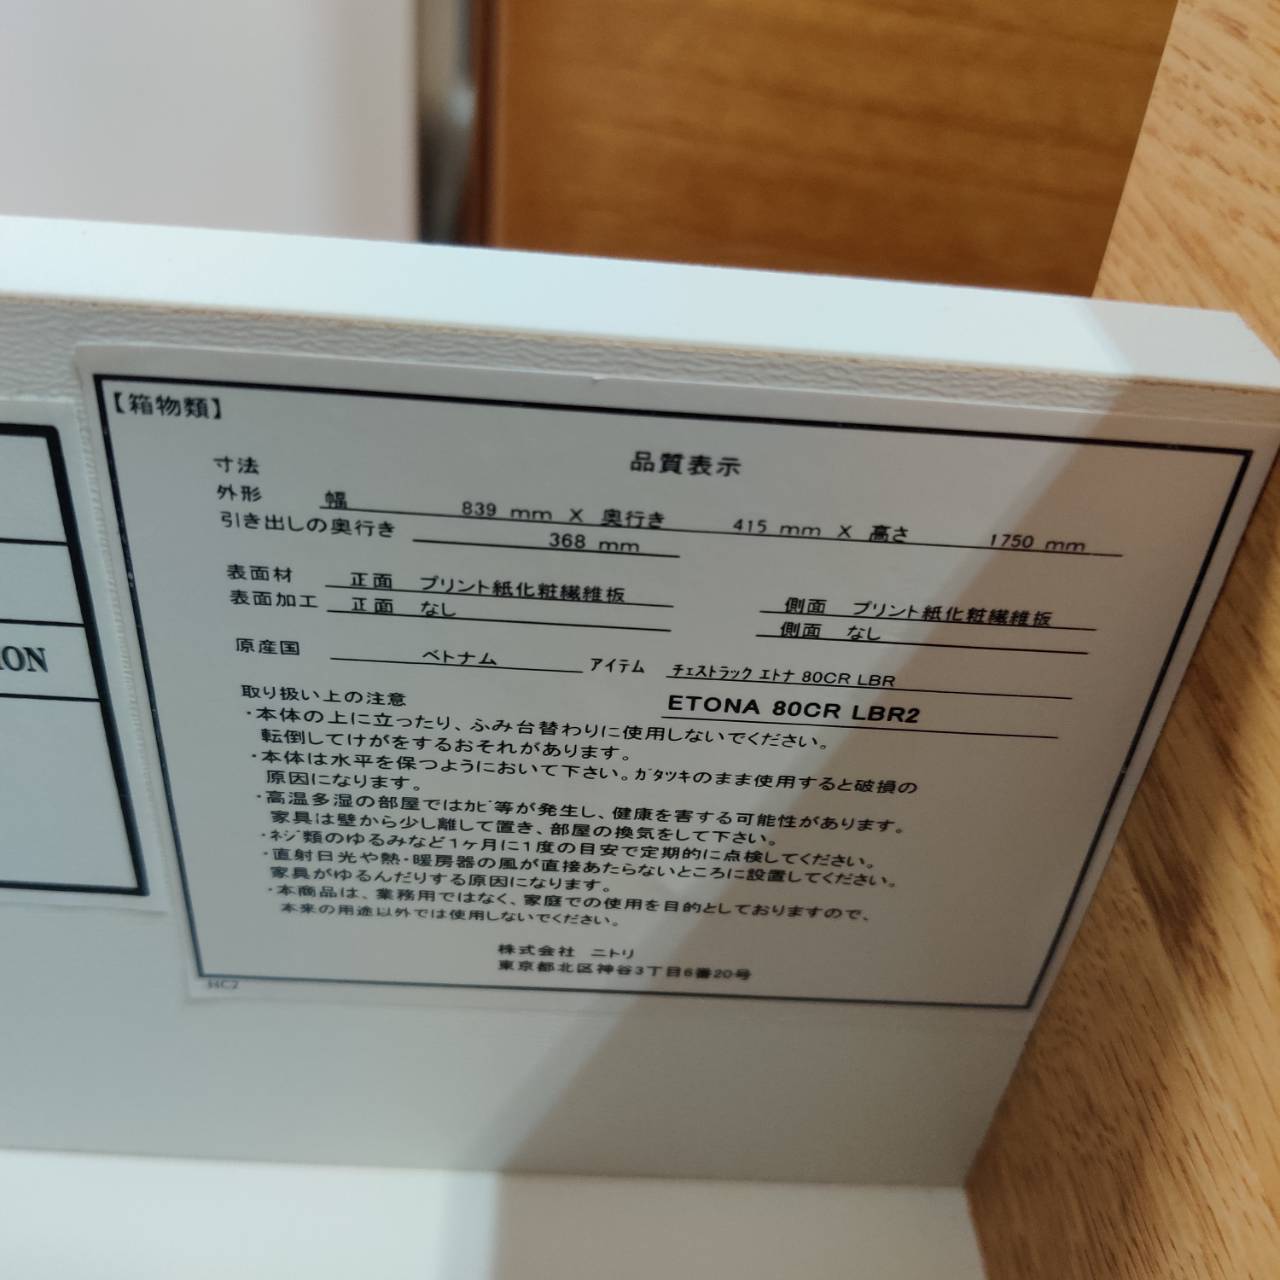 【箱物類】
品質表示
寸法
外形 幅 839 mm X 奥行き 415 mm X 高さ 1750 mm
引き出しの奥行き 368 mm
表面材 正面 プリント紙化粧繊維板 側面 プリント紙化粧繊維板
表面加工 正面 なし 側面 なし
原産国 ベトナム アイテム ﾁｪｽﾄﾗｯｸ ｴﾄﾅ 80CR LBR
ETONA 80CR LBR2
取り扱い上の注意
・本体の上に立ったり、ふみ台替わりに使用しないでください。
転倒してけがをするおそれがあります。
・本体は水平を保つようにおいて下さい。ｶﾞﾀﾂｷのまま使用すると破損の
原因になります。
・高温多湿の部屋ではｶﾋﾞ等が発生し、健康を害する可能性があります。
家具は壁から少し離して置き、部屋の換気をして下さい。
・ﾈｼﾞ類のゆるみなど1ヶ月に1度の目安で定期的に点検してください。
・直射日光や熱・暖房器の風が直接あたらないところに設置してください。
家具がゆるんだりする原因になります。
・本商品は、業務用ではなく、家庭での使用を目的としておりますので、
本来の用途以外では使用しないでください。
株式会社 ニトリ
東京都北区神谷3丁目6番20号
HC2
ION